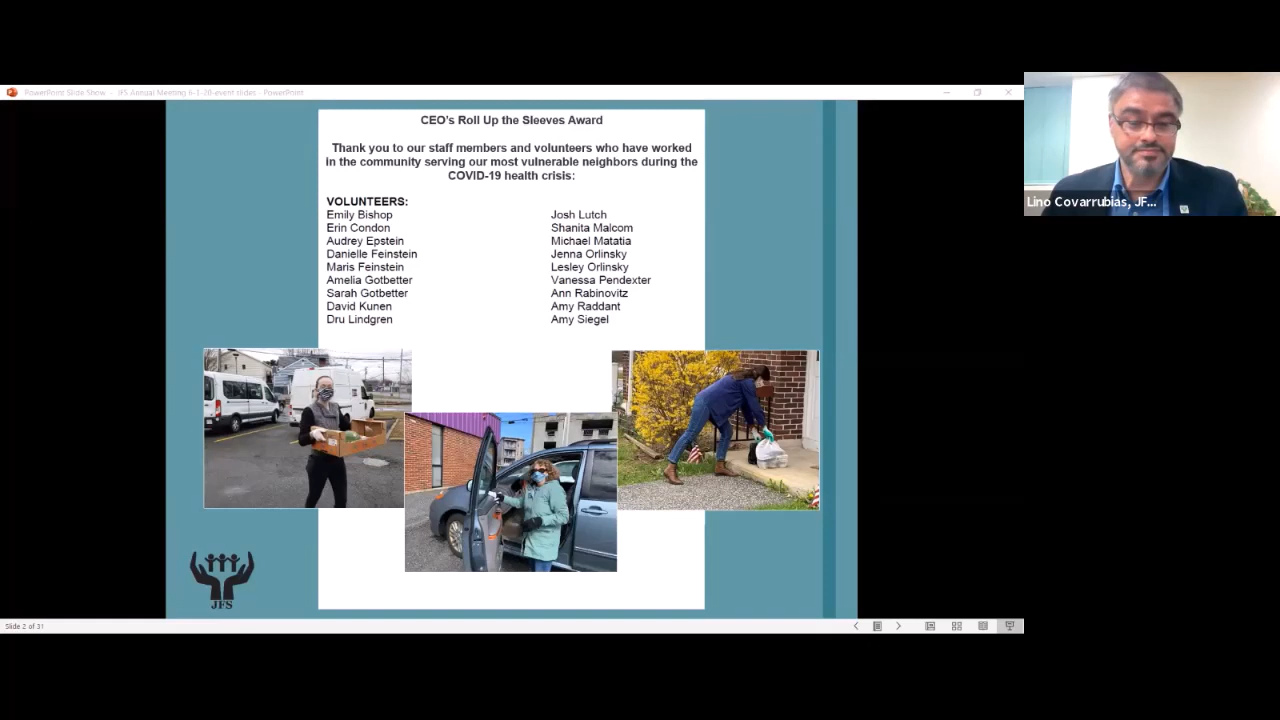 PowerPoint Slide Show - JFS Annual Meeting 6-1-20-event slides - PowerPoint
CEO's Roll Up the Sleeves Award
Thank you to our staff members and volunteers who have worked
in the community serving our most vulnerable neighbors during the
COVID-19 health crisis:
VOLUNTEERS:
Emily Bishop
Erin Condon
Audrey Epstein
Danielle Feinstein
Maris Feinstein
Amelia Gotbetter
Sarah Gotbetter
David Kunen
Dru Lindgren
Josh Lutch
Shanita Malcom
Michael Matatia
Jenna Orlinsky
Lesley Orlinsky
Vanessa Pendexter
Ann Rabinovitz
Amy Raddant
Amy Siegel
JFS
Slide 2 of 31
Lino Covarrubias, JF...